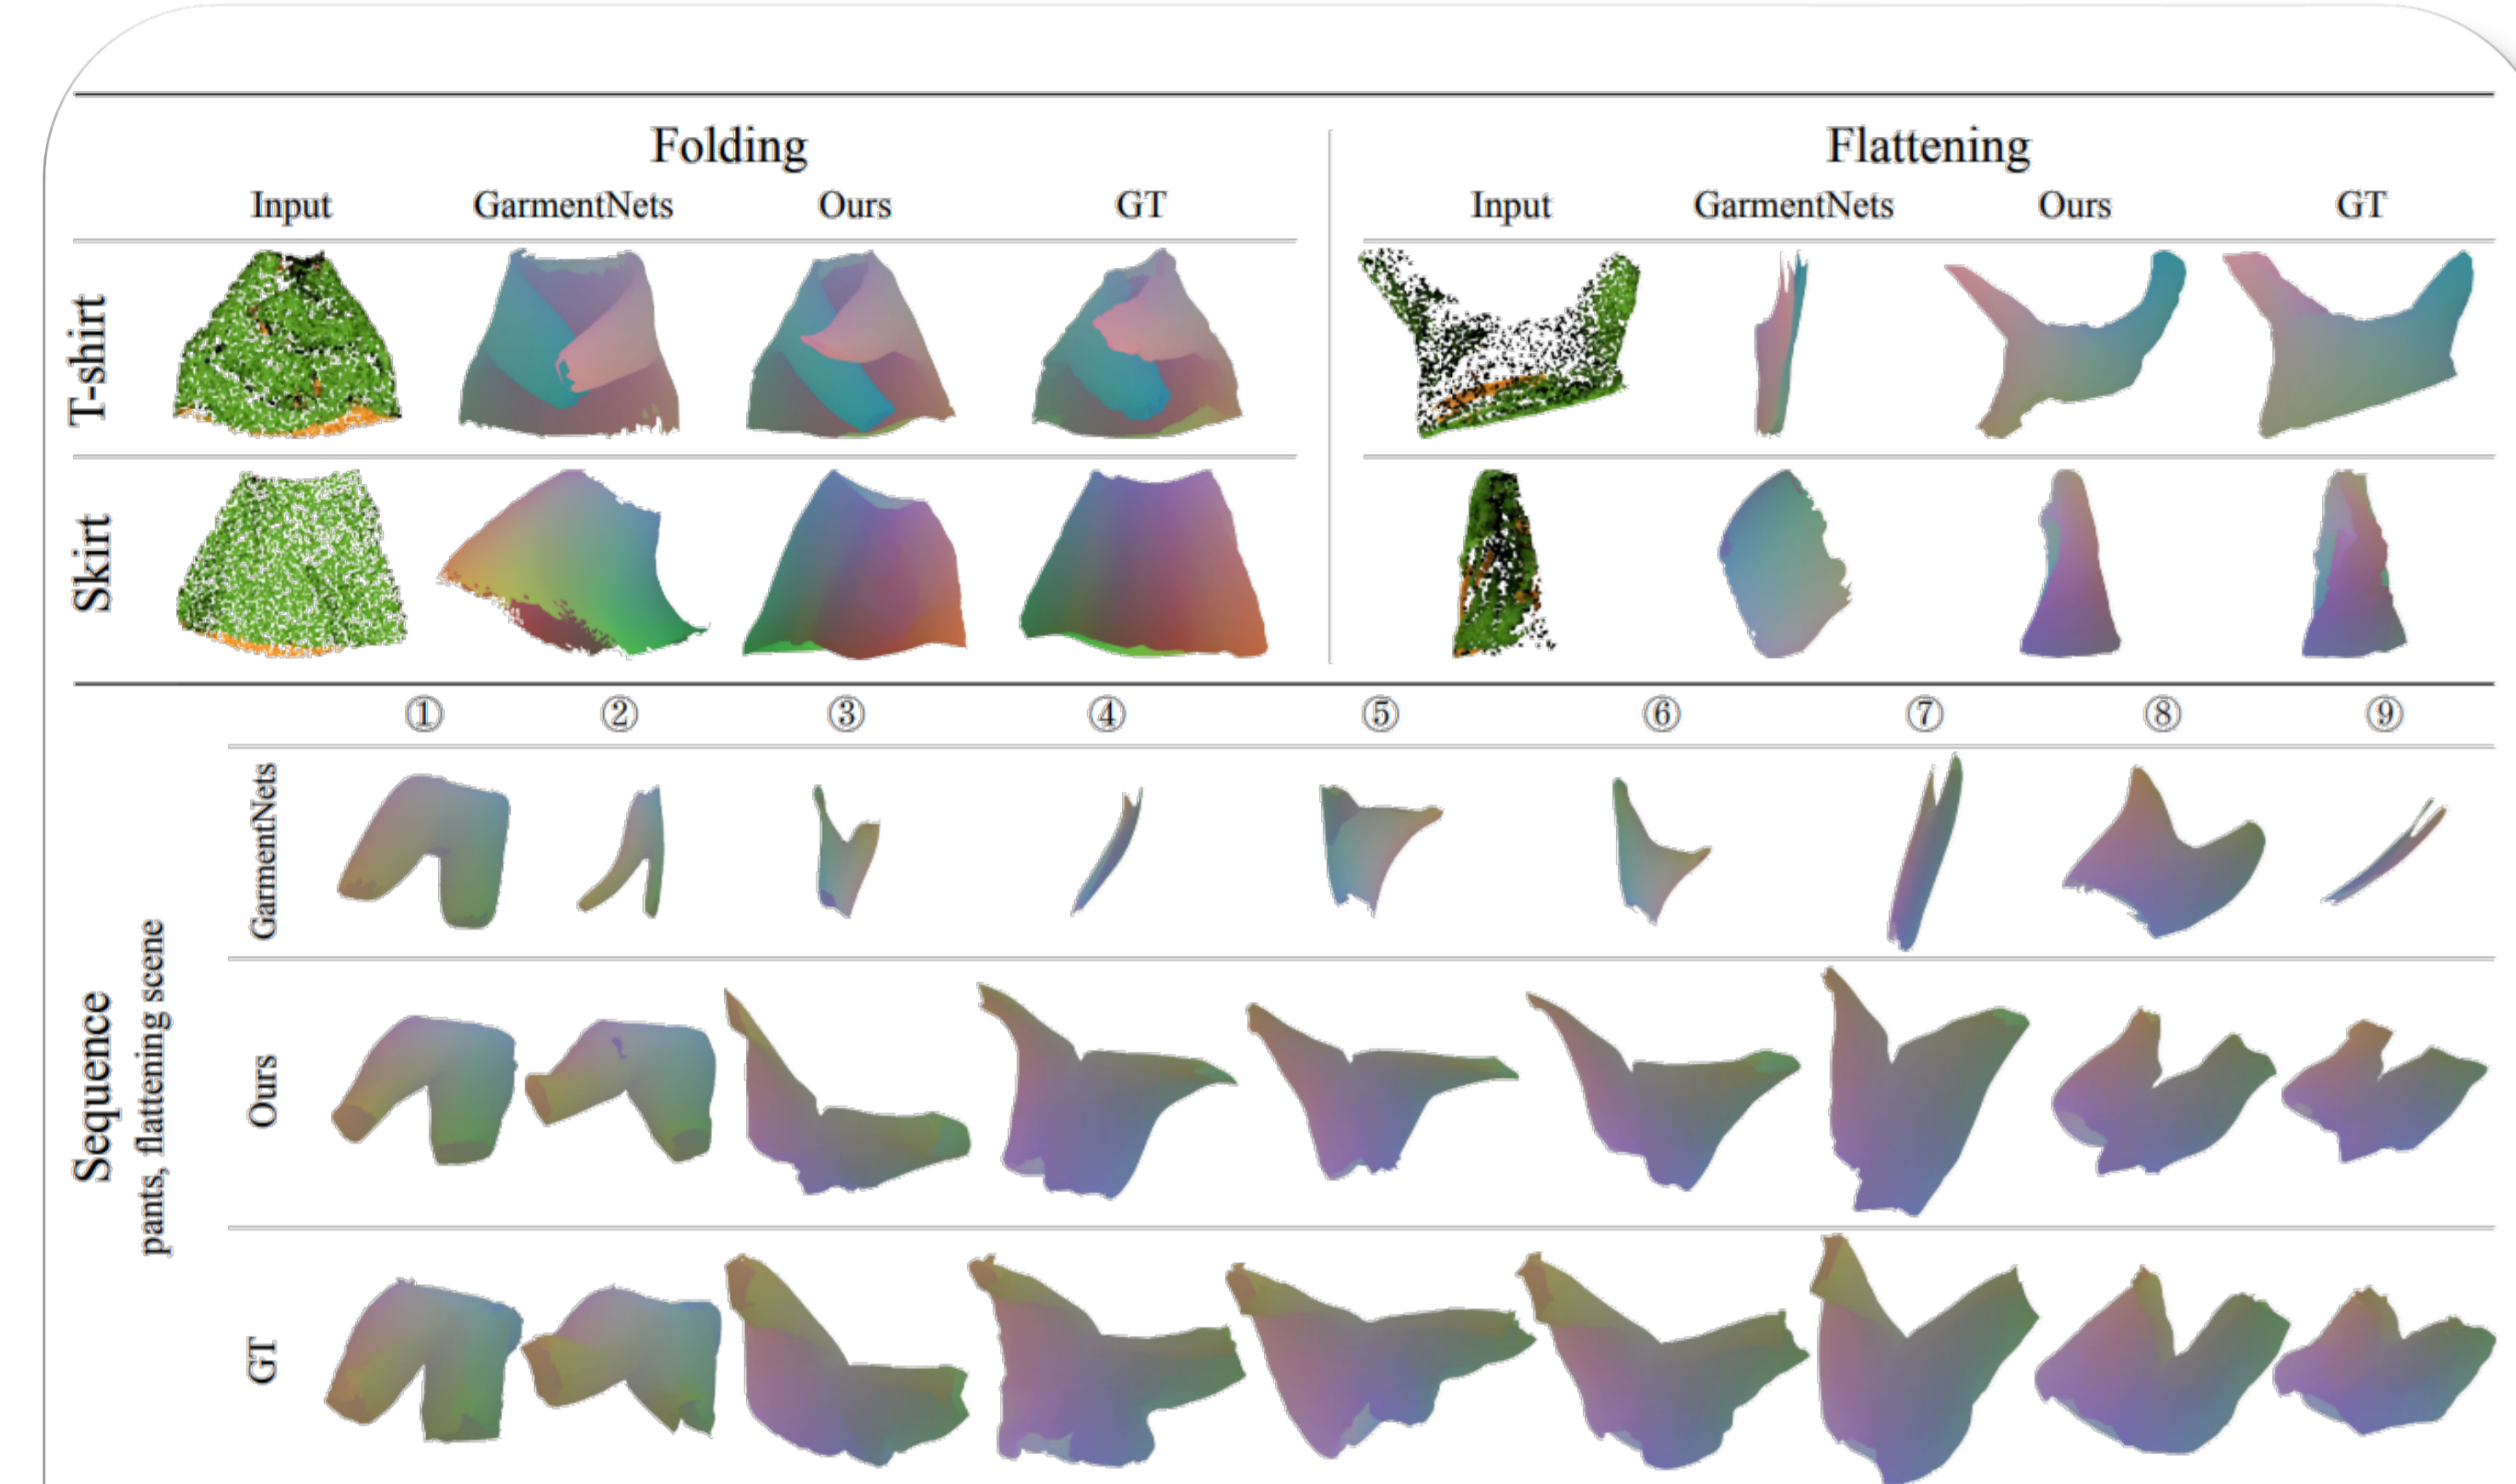 Folding
Flattening
Input GarmentNets Ours GT
Input GarmentNets Ours GT
T-shirt
Skirt
① ② ③ ④ ⑤ ⑥ ⑦ ⑧ ⑨
Sequence
pants, flattening scene
GarmentNets
Ours
GT